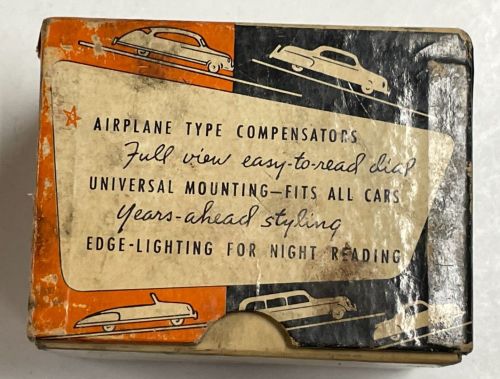 AIRPLANE TYPE COMPENSATORS
Full view easy-to-read dial
UNIVERSAL MOUNTING—FITS ALL CARS
Years-ahead styling
EDGE-LIGHTING FOR NIGHT READING